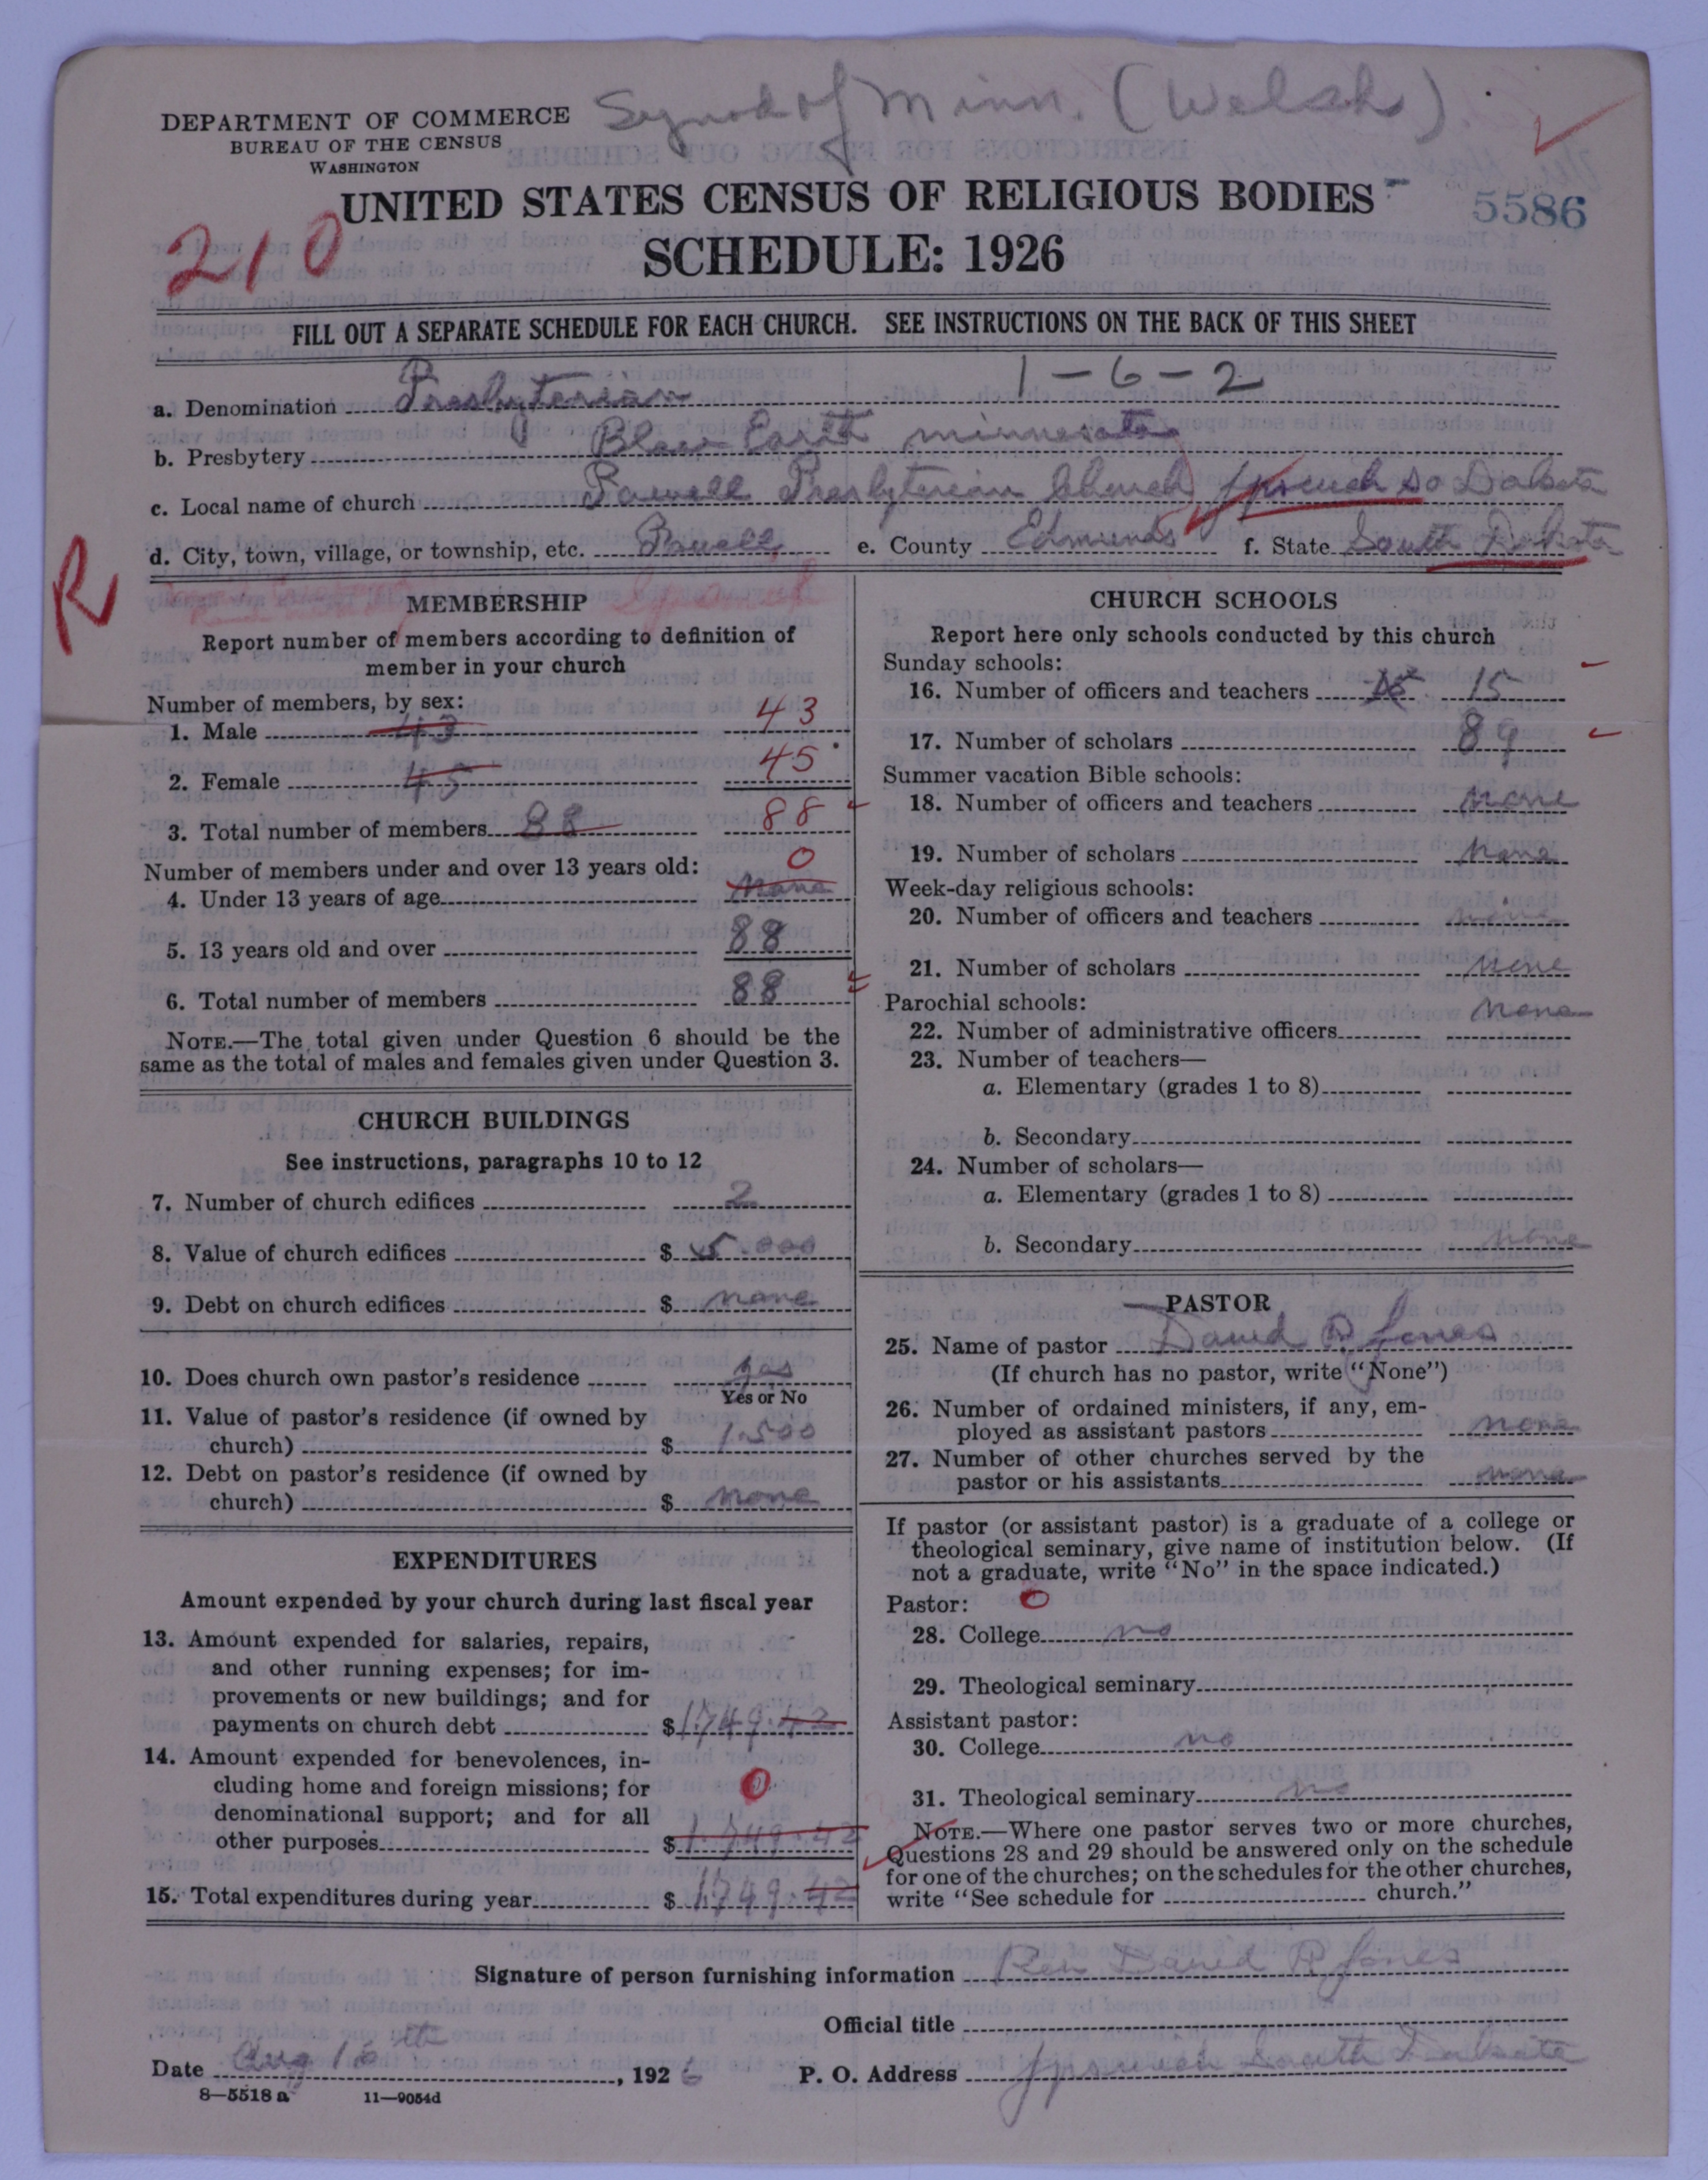 Synod of Minn. (Welsh)
DEPARTMENT OF COMMERCE
BUREAU OF THE CENSUS
WASHINGTON
UNITED STATES CENSUS OF RELIGIOUS BODIES
5586
210
SCHEDULE: 1926
FILL OUT A SEPARATE SCHEDULE FOR EACH CHURCH. SEE INSTRUCTIONS ON THE BACK OF THIS SHEET
1-6-2
a. Denomination Presbyterian
b. Presbytery Blue Earth Minnesota
c. Local name of church Powell Presbyterian Church Ipswich So Dakota
d. City, town, village, or township, etc. Powell e. County Edmunds f. State South Dakota
R
MEMBERSHIP
Report number of members according to definition of
member in your church
Number of members, by sex:
1. Male 43 43
2. Female 45 45
3. Total number of members 88 88
Number of members under and over 13 years old: 0
4. Under 13 years of age none
5. 13 years old and over 88
6. Total number of members 88
NOTE.—The total given under Question 6 should be the
same as the total of males and females given under Question 3.
CHURCH BUILDINGS
See instructions, paragraphs 10 to 12
7. Number of church edifices 2
8. Value of church edifices $ 5.000
9. Debt on church edifices $ none
10. Does church own pastor's residence yes
Yes or No
11. Value of pastor's residence (if owned by
church) $ 1.500
12. Debt on pastor's residence (if owned by
church) $ none
EXPENDITURES
Amount expended by your church during last fiscal year
13. Amount expended for salaries, repairs,
and other running expenses; for im-
provements or new buildings; and for
payments on church debt $ 1.749.42
14. Amount expended for benevolences, in-
cluding home and foreign missions; for 0
denominational support; and for all
other purposes $ 1.749.42
15. Total expenditures during year $ 1.749.42
CHURCH SCHOOLS
Report here only schools conducted by this church
Sunday schools:
16. Number of officers and teachers 15 15
17. Number of scholars 89
Summer vacation Bible schools:
18. Number of officers and teachers none
19. Number of scholars none
Week-day religious schools:
20. Number of officers and teachers none
21. Number of scholars none
Parochial schools:
22. Number of administrative officers none
23. Number of teachers—
a. Elementary (grades 1 to 8)
b. Secondary
24. Number of scholars—
a. Elementary (grades 1 to 8)
b. Secondary none
PASTOR
25. Name of pastor David R Jones
(If church has no pastor, write "None")
26. Number of ordained ministers, if any, em-
ployed as assistant pastors none
27. Number of other churches served by the
pastor or his assistants none
If pastor (or assistant pastor) is a graduate of a college or
theological seminary, give name of institution below. (If
not a graduate, write "No" in the space indicated.)
Pastor: 0
28. College no
29. Theological seminary
Assistant pastor:
30. College no
31. Theological seminary no
NOTE.—Where one pastor serves two or more churches,
Questions 28 and 29 should be answered only on the schedule
for one of the churches; on the schedules for the other churches,
write "See schedule for church."
Signature of person furnishing information Rev David R Jones
Official title
Date Aug 16th, 1926 P. O. Address Ipswich South Dakota
8—5518 a 11—9054d